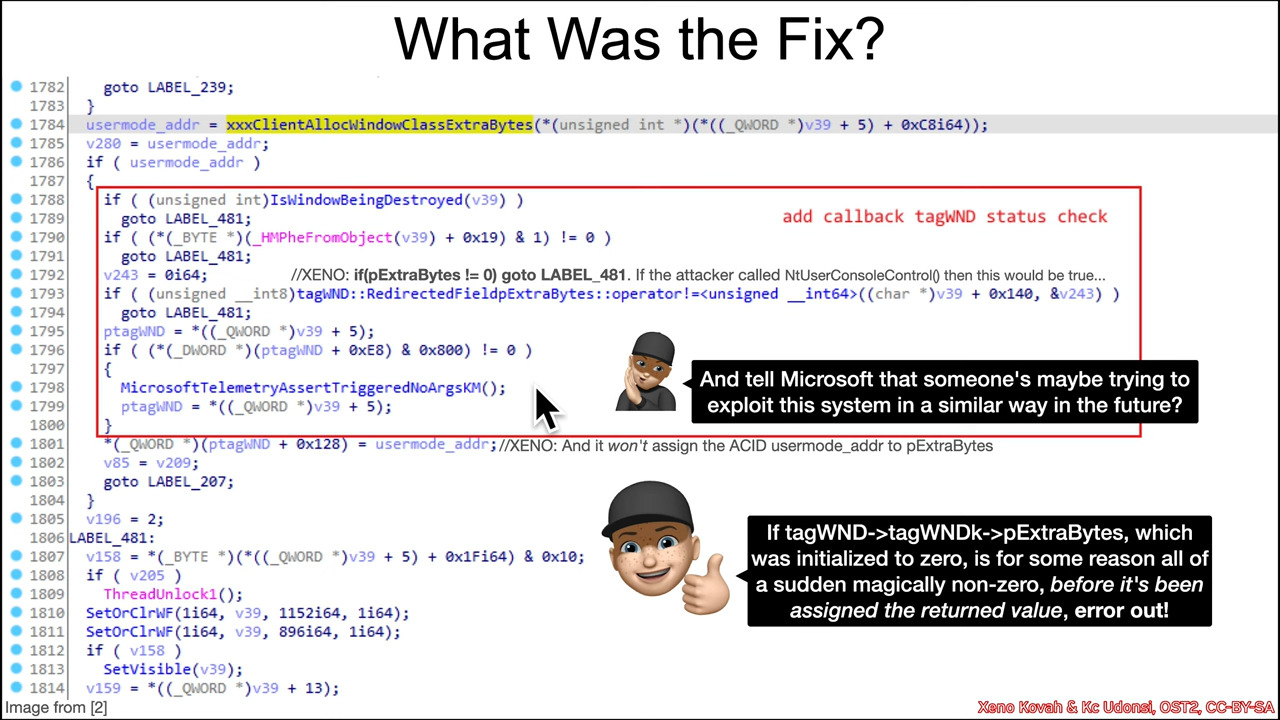 What Was the Fix?
1782 goto LABEL_239;
1783 }
1784 usermode_addr = xxxClientAllocWindowClassExtraBytes(*(unsigned int *)(*((_QWORD *)v39 + 5) + 0xC8i64));
1785 v280 = usermode_addr;
1786 if ( usermode_addr )
1787 {
1788 if ( (unsigned int)IsWindowBeingDestroyed(v39) )
add callback tagWND status check
1789 goto LABEL_481;
1790 if ( (*(_BYTE *)(_HMPheFromObject(v39) + 0x19) & 1) != 0 )
1791 goto LABEL_481;
1792 v243 = 0i64; //XENO: if(pExtraBytes != 0) goto LABEL_481. If the attacker called NtUserConsoleControl() then this would be true...
1793 if ( (unsigned __int8)tagWND::RedirectedFieldpExtraBytes::operator!=<unsigned __int64>((char *)v39 + 0x140, &v243) )
1794 goto LABEL_481;
1795 ptagWND = *((_QWORD *)v39 + 5);
1796 if ( (*(_DWORD *)(ptagWND + 0xE8) & 0x800) != 0 )
1797 {
1798 MicrosoftTelemetryAssertTriggeredNoArgsKM();
1799 ptagWND = *((_QWORD *)v39 + 5);
1800 }
And tell Microsoft that someone's maybe trying to
exploit this system in a similar way in the future?
1801 *(_QWORD *)(ptagWND + 0x128) = usermode_addr; //XENO: And it won't assign the ACID usermode_addr to pExtraBytes
1802 v85 = v209;
1803 goto LABEL_207;
1804 }
1805 v196 = 2;
1806 LABEL_481:
1807 v158 = *(_BYTE *)(*((_QWORD *)v39 + 5) + 0x1Fi64) & 0x10;
1808 if ( v205 )
1809 ThreadUnlock1();
1810 SetOrClrWF(1i64, v39, 1152i64, 1i64);
1811 SetOrClrWF(1i64, v39, 896i64, 1i64);
1812 if ( v158 )
1813 SetVisible(v39);
1814 v159 = *((_QWORD *)v39 + 13);
If tagWND->tagWNDk->pExtraBytes, which
was initialized to zero, is for some reason all of
a sudden magically non-zero, before it's been
assigned the returned value, error out!
Image from [2]
Xeno Kovah & Kc Udonsi, OST2, CC-BY-SA